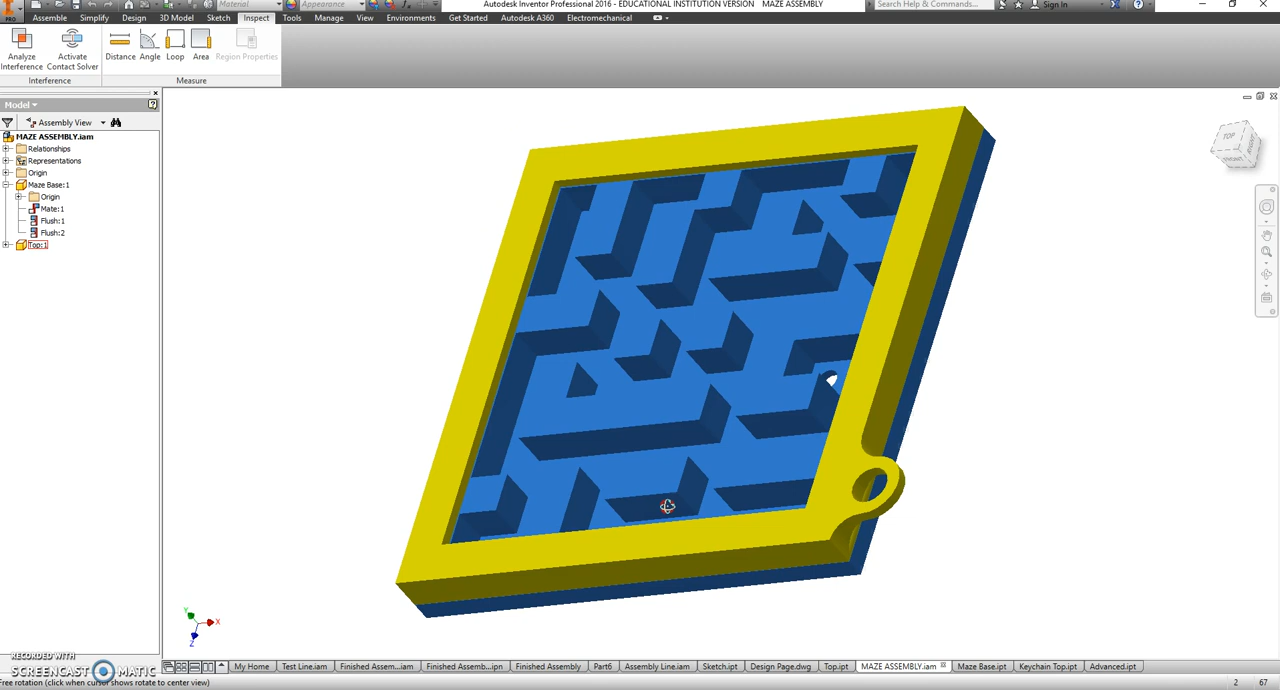 Autodesk Inventor Professional 2016 - EDUCATIONAL INSTITUTION VERSION MAZE ASSEMBLY
Search Help & Commands...
Sign In
Material
Appearance
PRO
Assemble Simplify Design 3D Model Sketch Inspect Tools Manage View Environments Get Started Autodesk A360 Electromechanical
Analyze Interference
Activate Contact Solver
Distance Angle Loop Area Region Properties
Interference
Measure
Model
Assembly View
MAZE ASSEMBLY.iam
Relationships
Representations
Origin
Maze Base:1
Origin
Mate:1
Flush:1
Flush:2
Top:1
TOP
Y
X
Z
RECORDED WITH
SCREENCAST MATIC
My Home Test Line.iam Finished Assem...iam Finished Assemb...ipn Finished Assembly Part6 Assembly Line.iam Sketch.ipt Design Page.dwg Top.ipt MAZE ASSEMBLY.iam Maze Base.ipt Keychain Top.ipt Advanced.ipt
Free rotation (click when cursor shows rotate to center view)
2 67